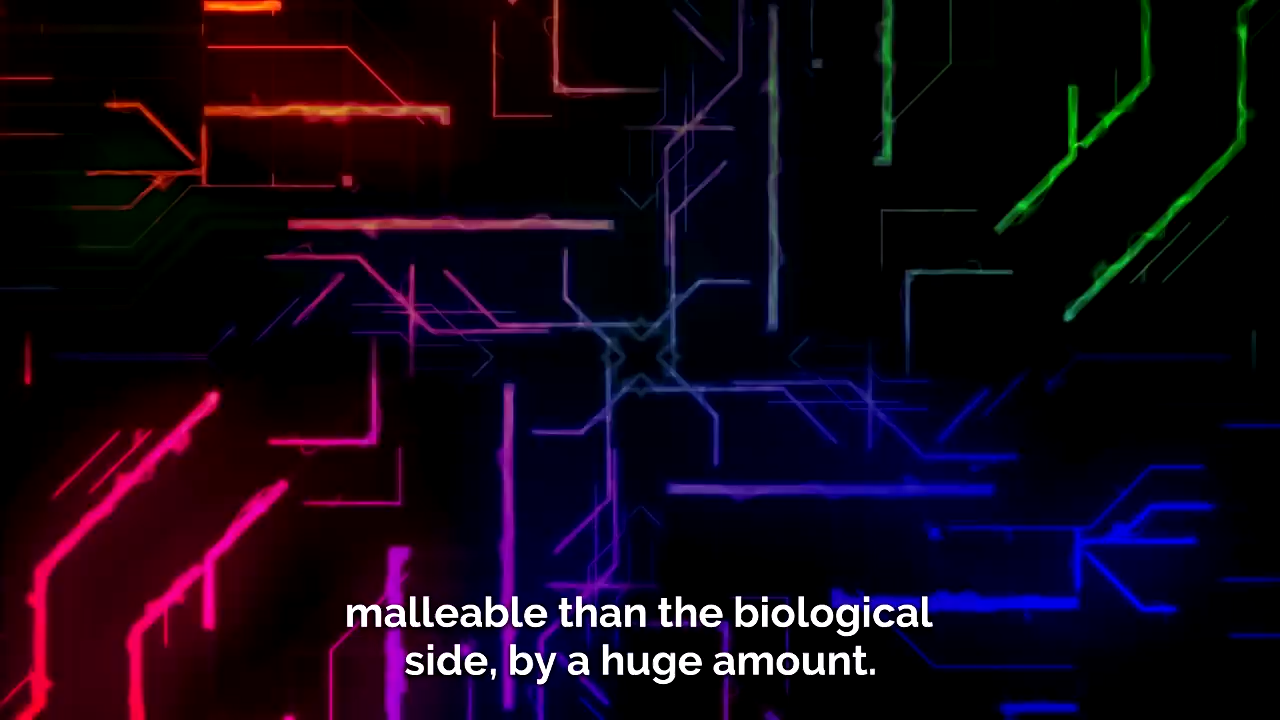 malleable than the biological
side, by a huge amount.